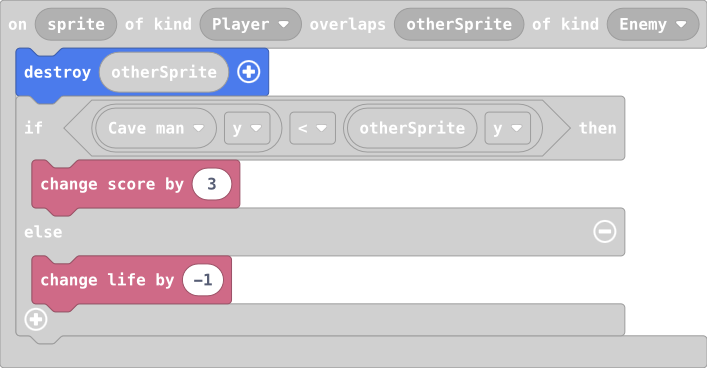 on sprite of kind Player overlaps otherSprite of kind Enemy
destroy otherSprite
if Cave man y < otherSprite y then
change score by 3
else
change life by -1